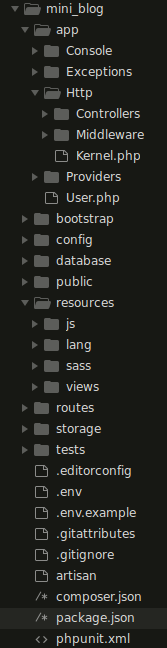 mini_blog
app
Console
Exceptions
Http
Controllers
Middleware
Kernel.php
Providers
User.php
bootstrap
config
database
public
resources
js
lang
sass
views
routes
storage
tests
.editorconfig
.env
.env.example
.gitattributes
.gitignore
artisan
/* composer.json
/* package.json
<> phpunit.xml